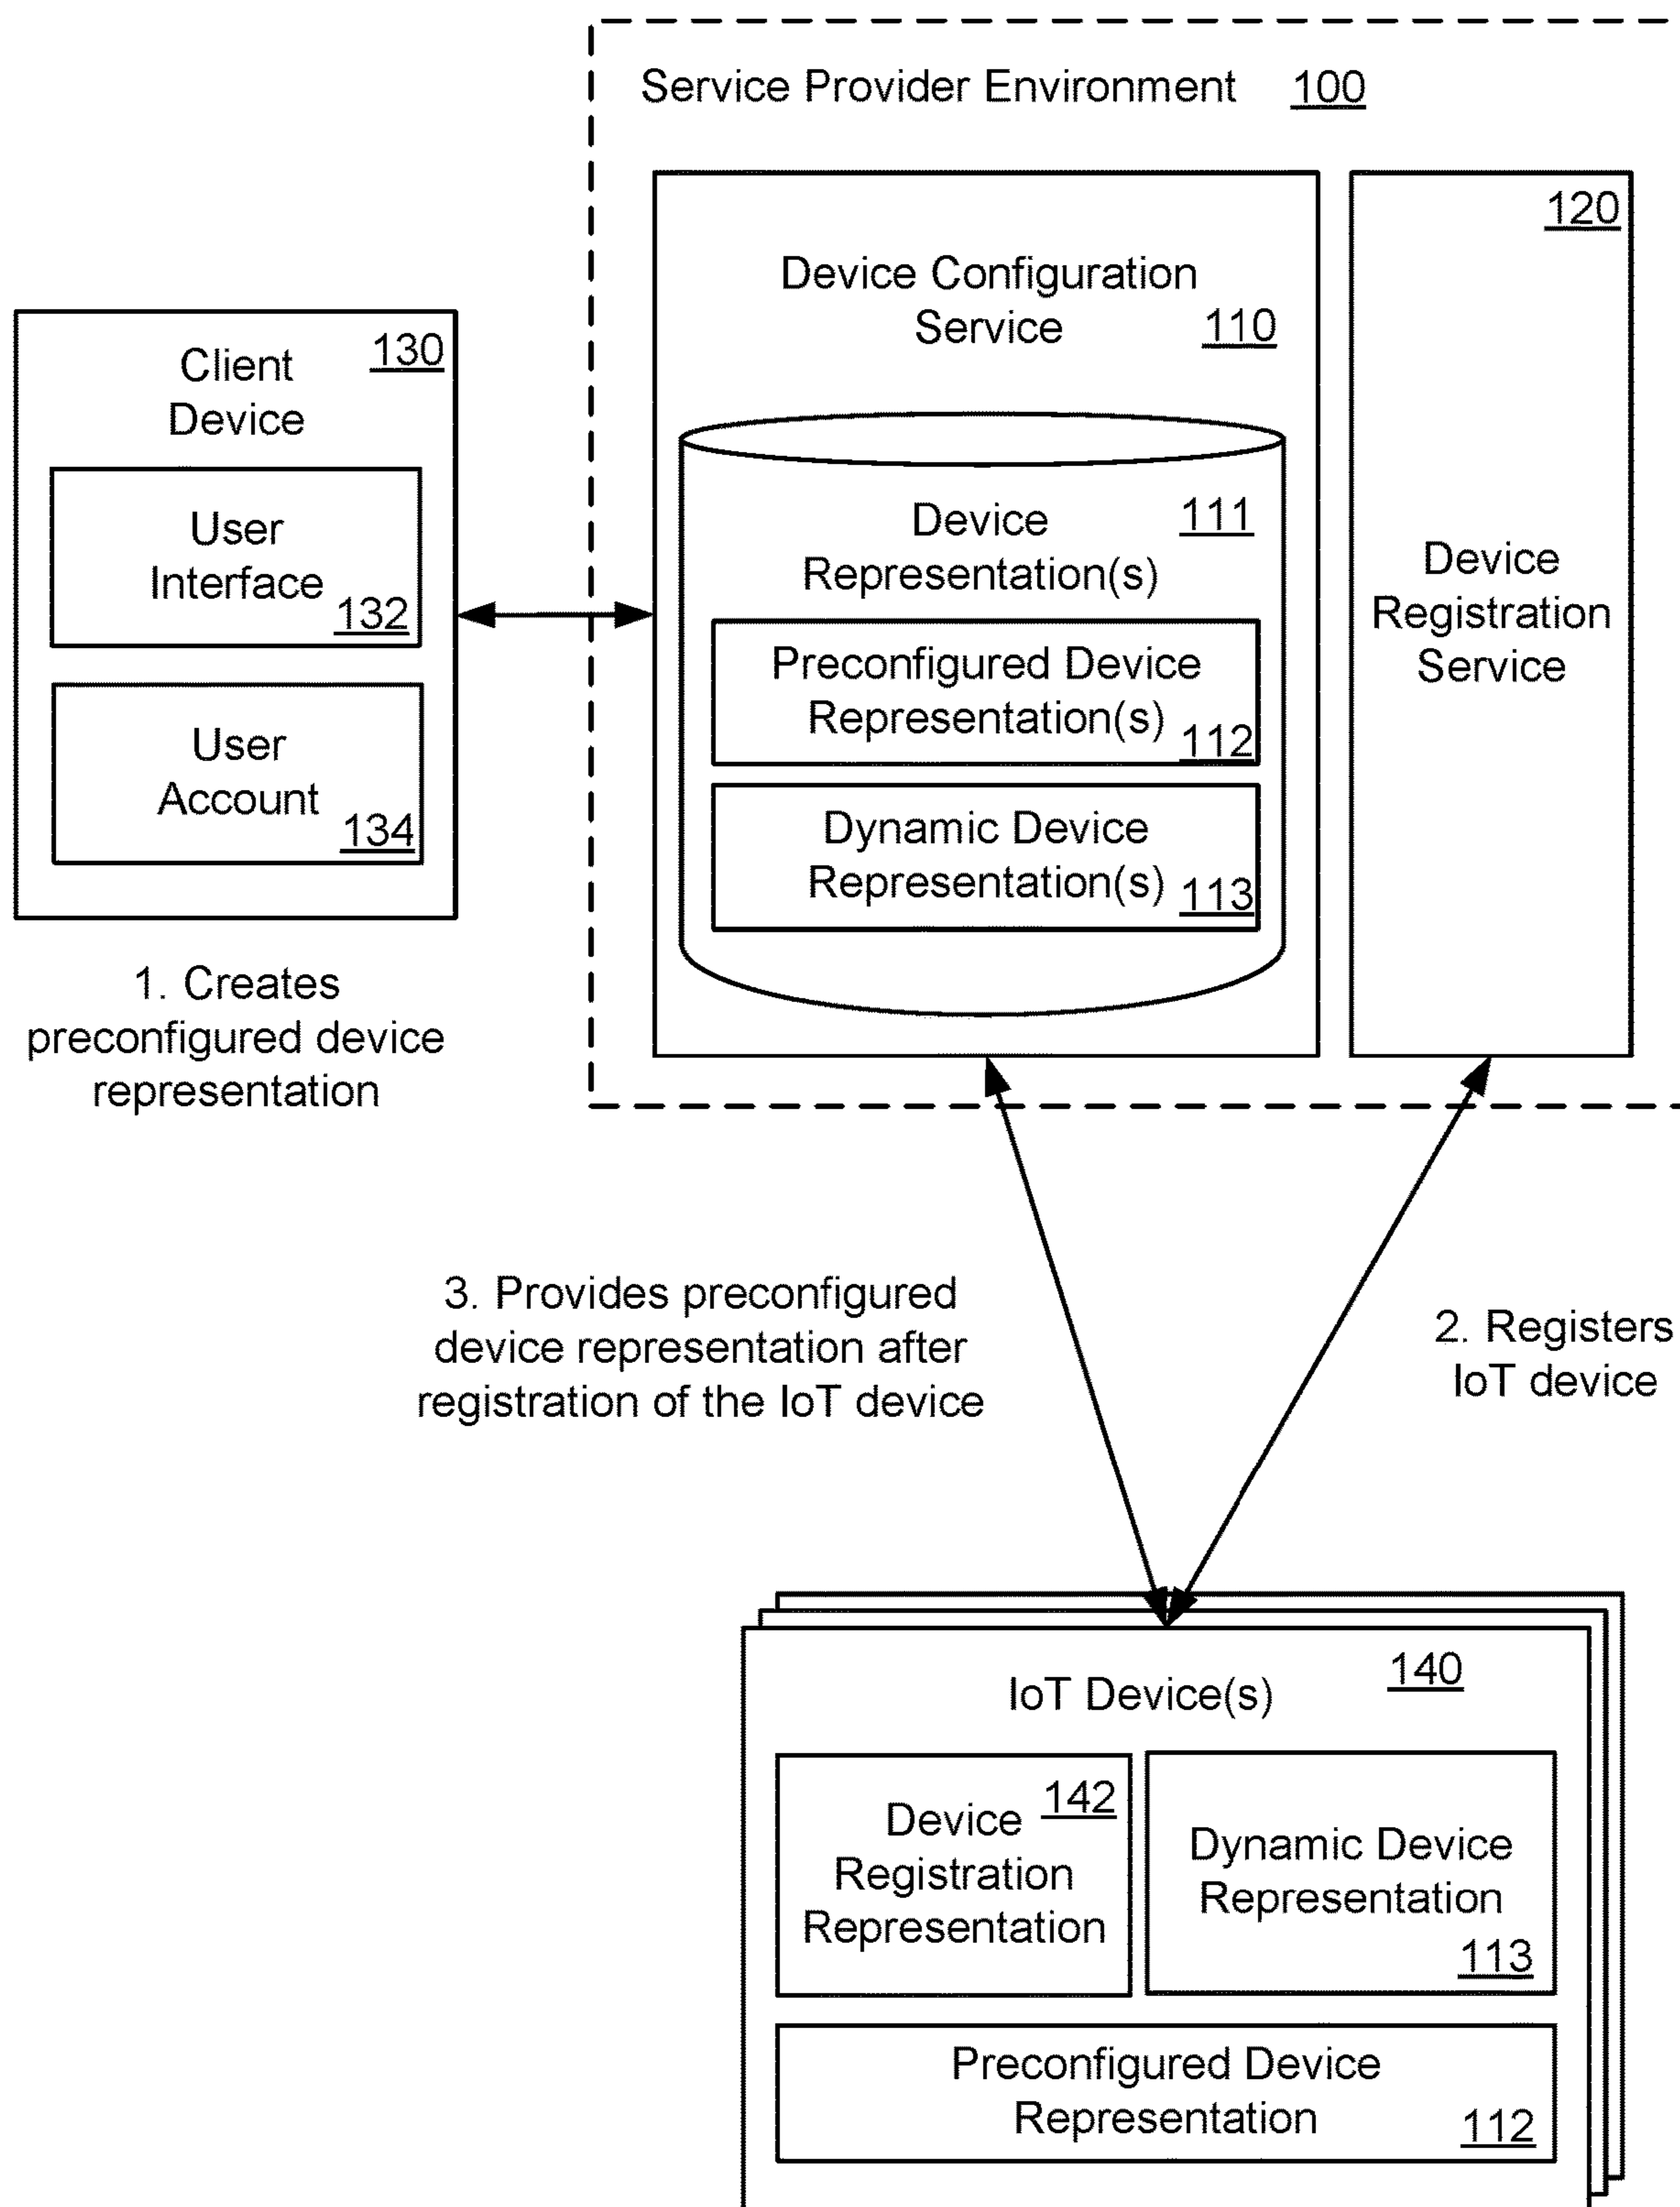 Service Provider Environment 100
120
Device Configuration
Service 110
130
Client
Device
User
Interface
132
User
Account
134
Device 111
Representation(s)
Preconfigured Device
Representation(s)
112
Dynamic Device
Representation(s)
113
Device
Registration
Service
1. Creates
preconfigured device
representation
3. Provides preconfigured
device representation after
registration of the IoT device
2. Registers
IoT device
140
IoT Device(s)
142
Device
Registration
Representation
Dynamic Device
Representation
113
Preconfigured Device
Representation
112